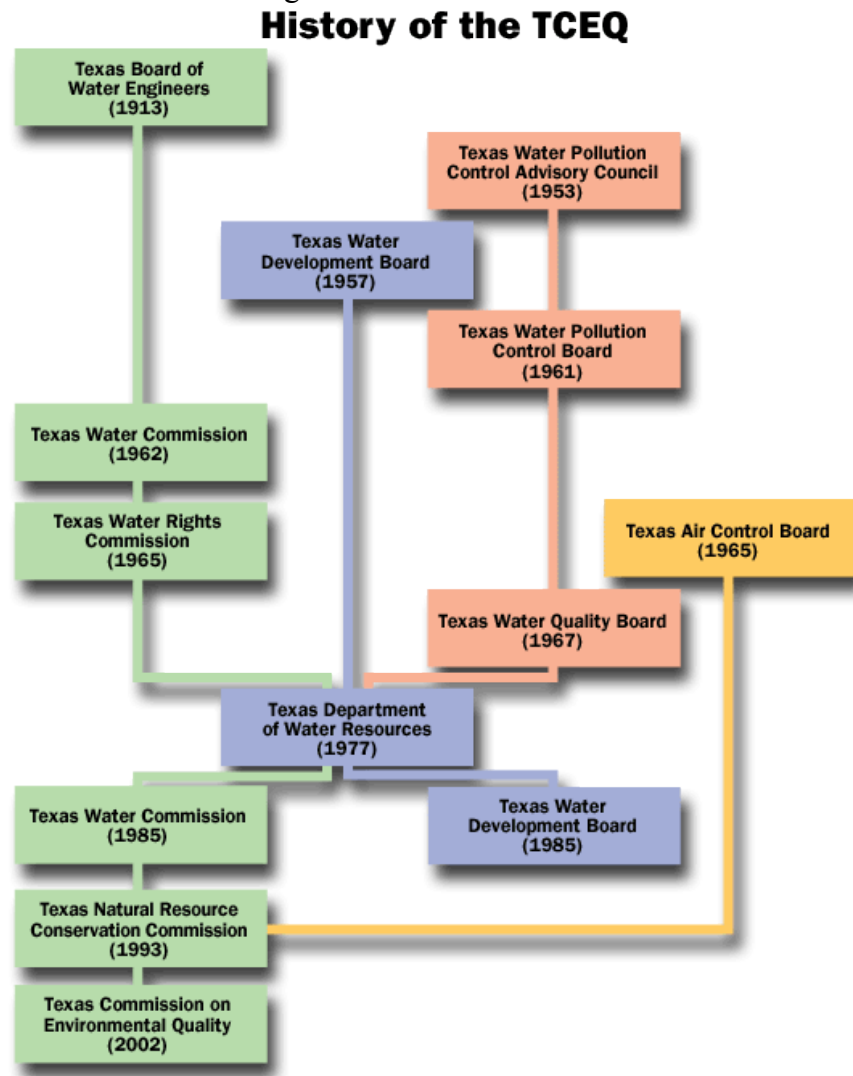 History of the TCEQ
Texas Board of
Water Engineers
(1913)
Texas Water Pollution
Control Advisory Council
(1953)
Texas Water
Development Board
(1957)
Texas Water Pollution
Control Board
(1961)
Texas Water Commission
(1962)
Texas Water Rights
Commission
(1965)
Texas Air Control Board
(1965)
Texas Water Quality Board
(1967)
Texas Department
of Water Resources
(1977)
Texas Water Commission
(1985)
Texas Water
Development Board
(1985)
Texas Natural Resource
Conservation Commission
(1993)
Texas Commission on
Environmental Quality
(2002)